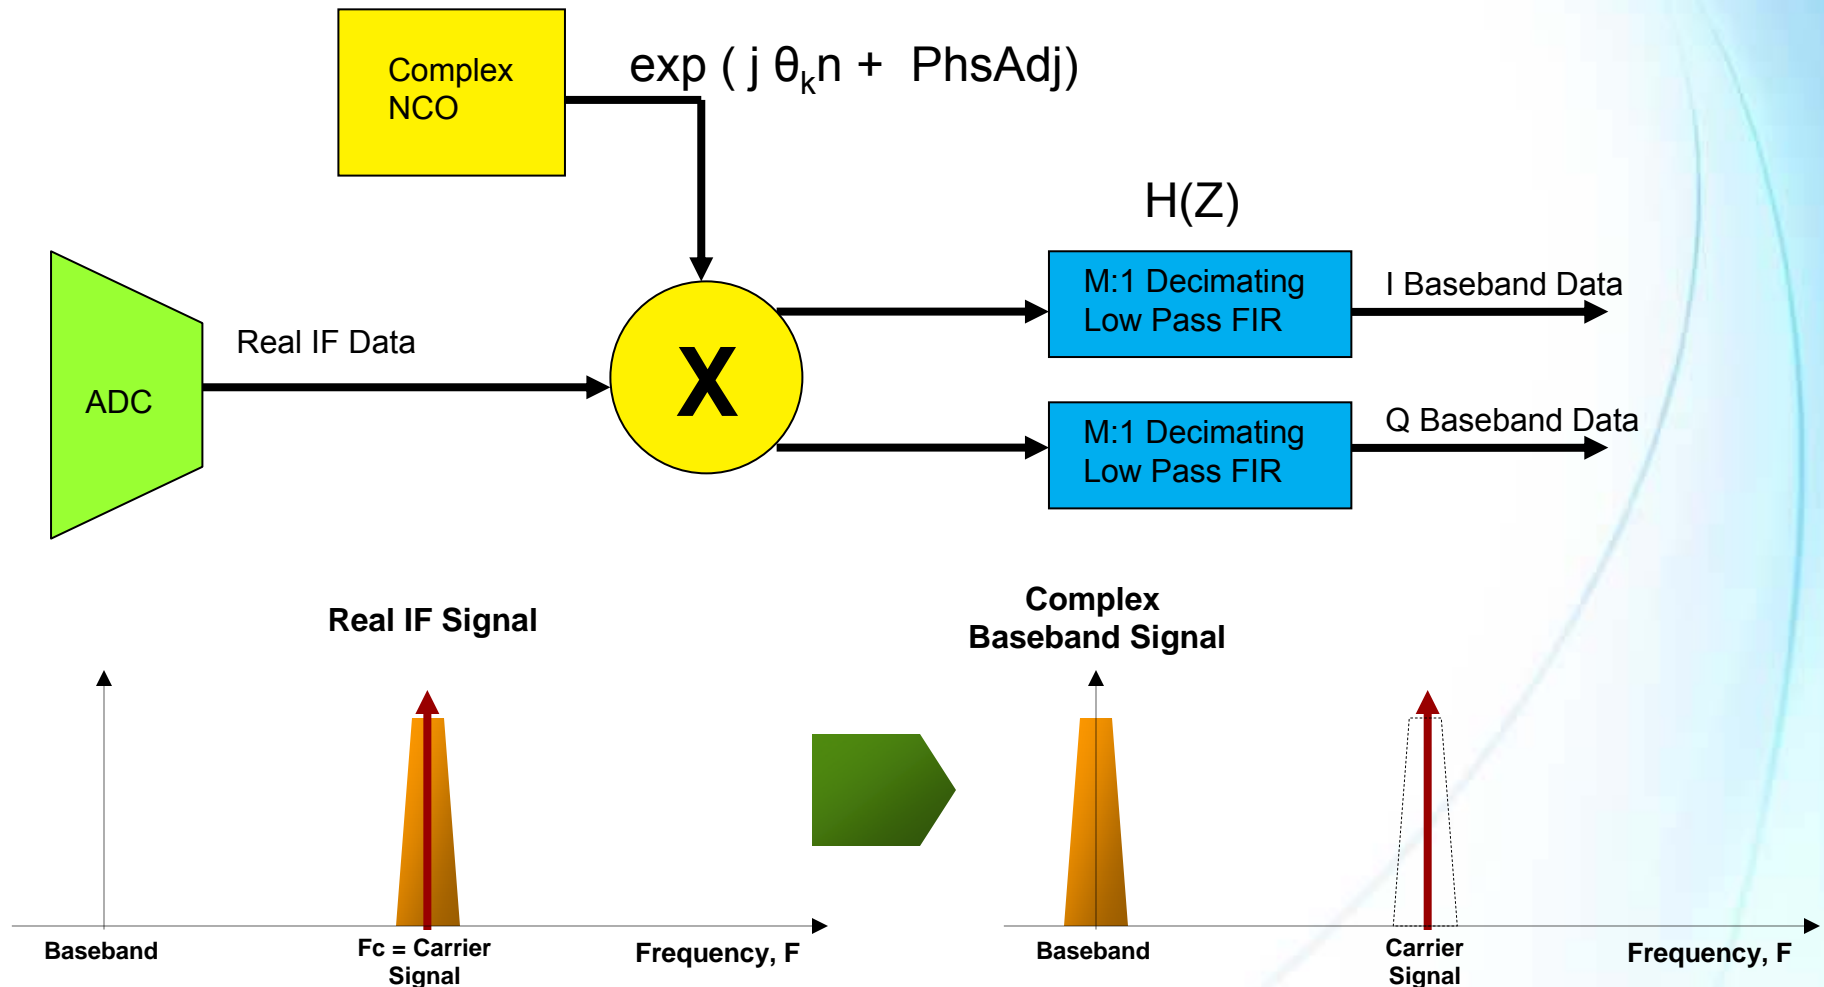 Complex
NCO
exp ( j θₖn + PhsAdj)
H(Z)
ADC
Real IF Data
X
M:1 Decimating
Low Pass FIR
I Baseband Data
M:1 Decimating
Low Pass FIR
Q Baseband Data
Real IF Signal
Complex
Baseband Signal
Baseband
Fc = Carrier
Signal
Frequency, F
Baseband
Carrier
Signal
Frequency, F